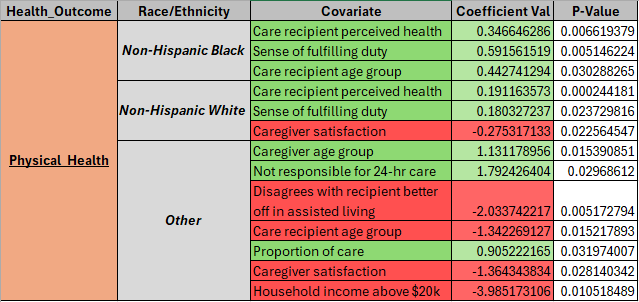 Health_Outcome Race/Ethnicity Covariate Coefficient Val P-Value
Physical Health
Non-Hispanic Black
Care recipient perceived health 0.346646286 0.006619379
Sense of fulfilling duty 0.591561519 0.005146224
Care recipient age group 0.442741294 0.030288265
Non-Hispanic White
Care recipient perceived health 0.191163573 0.000244181
Sense of fulfilling duty 0.180327237 0.023729816
Caregiver satisfaction -0.275317133 0.022564547
Other
Caregiver age group 1.131178956 0.015390851
Not responsible for 24-hr care 1.792426404 0.02968612
Disagrees with recipient better
off in assisted living -2.033742217 0.005172794
Care recipient age group -1.342269127 0.015217893
Proportion of care 0.905222165 0.031974007
Caregiver satisfaction -1.364343834 0.028140342
Household income above $20k -3.985173106 0.010518489